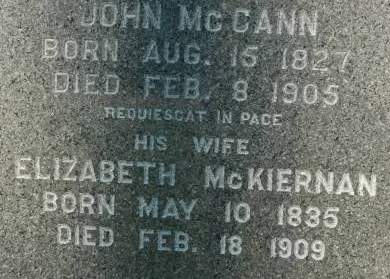 JOHN McCANN
BORN AUG. 15 1827
DIED FEB. 8 1905
REQUIESCAT IN PACE
HIS WIFE
ELIZABETH McKIERNAN
BORN MAY 10 1835
DIED FEB. 18 1909